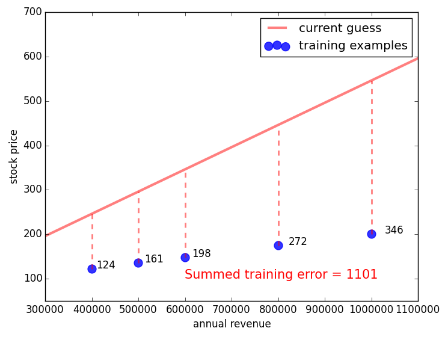 700
600
500
400
300
200
100
stock price
current guess
training examples
124
161
198
272
346
Summed training error = 1101
300000 400000 500000 600000 700000 800000 900000 1000000 1100000
annual revenue